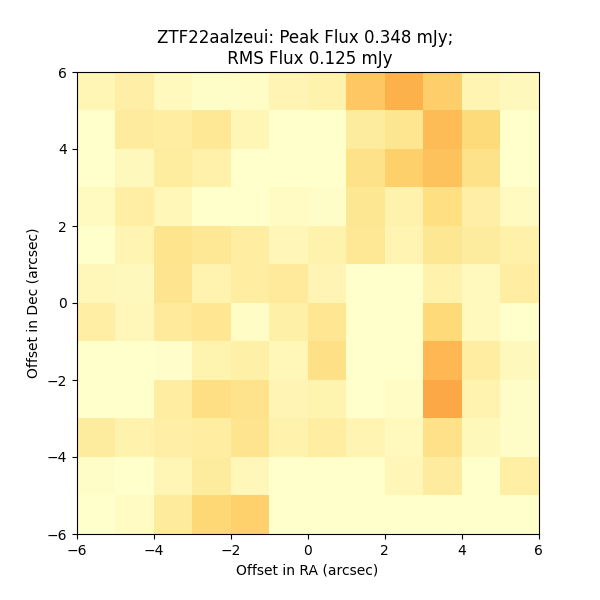 ZTF22aalzeui: Peak Flux 0.348 mJy;
RMS Flux 0.125 mJy
6
4
2
0
−2
−4
−6
Offset in Dec (arcsec)
−6 −4 −2 0 2 4 6
Offset in RA (arcsec)